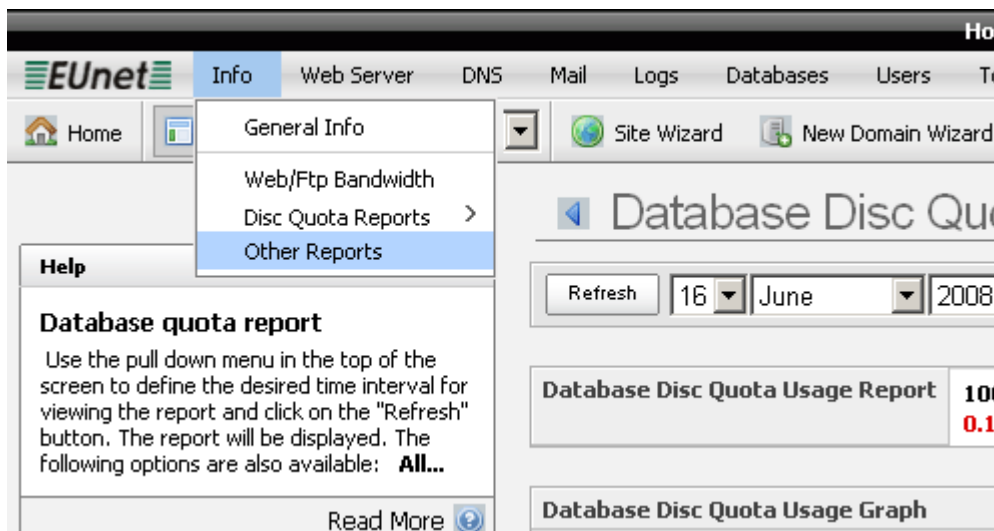 Ho
EUnet Info Web Server DNS Mail Logs Databases Users
Home Site Wizard New Domain Wizard
General Info
Web/Ftp Bandwidth
Disc Quota Reports
Other Reports
Database Disc Qu
Help
Refresh 16 June 2008
Database quota report
Use the pull down menu in the top of the
screen to define the desired time interval for
viewing the report and click on the "Refresh"
button. The report will be displayed. The
following options are also available: All...
Read More
Database Disc Quota Usage Report 100
0.1
Database Disc Quota Usage Graph